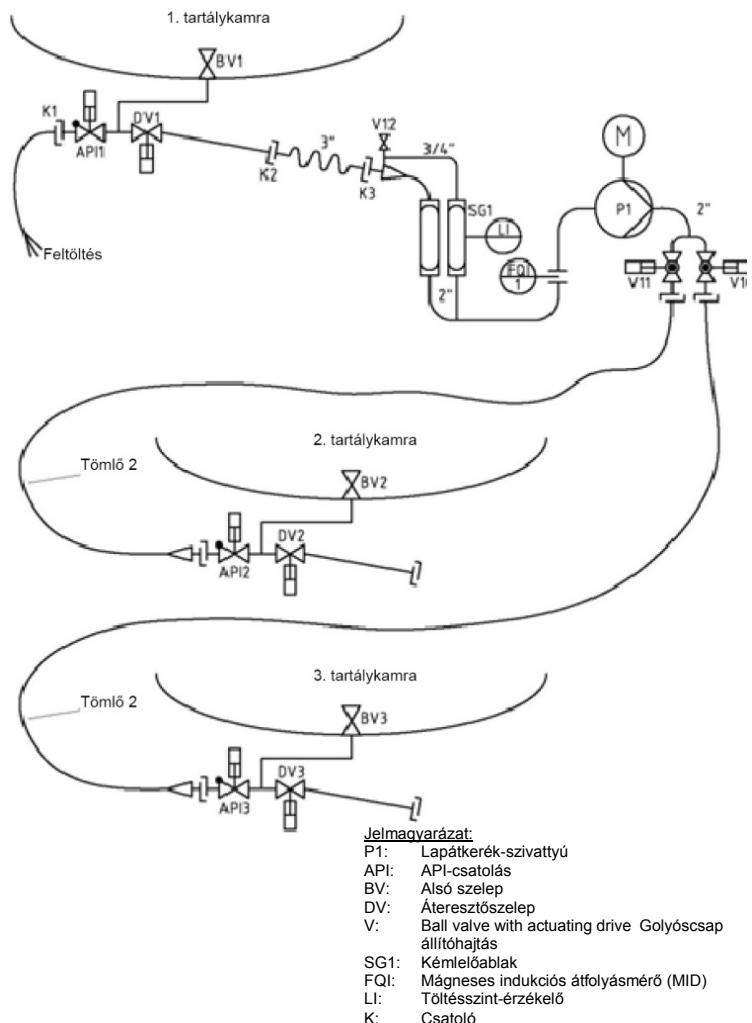 1. tartálykamra
BV1
K1
DV1
API1
3"
K2
K3
V12
3/4"
SG1
LI
M
P1
2"
FQI
1
2"
V11
V10
Feltöltés
2. tartálykamra
Tömlő 2
BV2
DV2
API2
3. tartálykamra
Tömlő 2
BV3
DV3
API3
Jelmagyarázat:
P1: Lapátkerék-szivattyú
API: API-csatolás
BV: Alsó szelep
DV: Áteresztőszelep
V: Ball valve with actuating drive Golyóscsap
állítóhajtás
SG1: Kémlelőablak
FQI: Mágneses indukciós átfolyásmérő (MID)
LI: Töltésszint-érzékelő
K: Csatoló